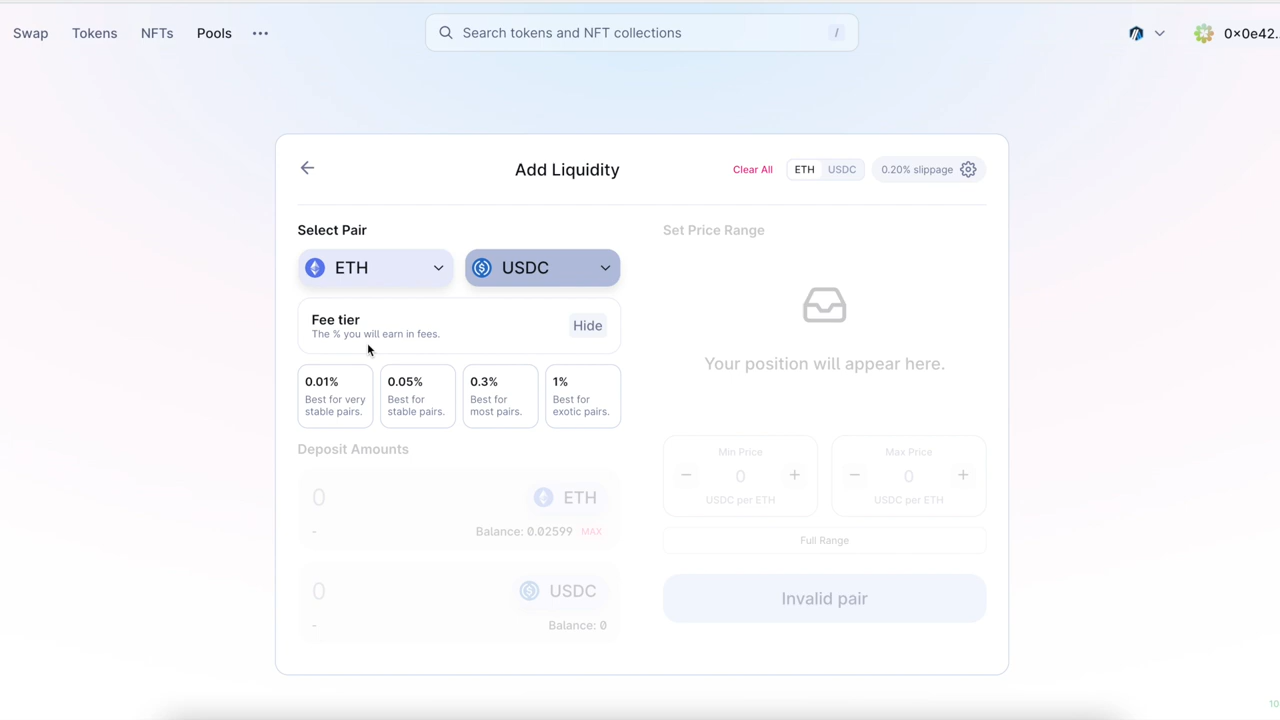 Swap Tokens NFTs Pools ••• Search tokens and NFT collections / 0×0e42..
Add Liquidity Clear All ETH USDC 0.20% slippage
Select Pair
ETH USDC
Fee tier
The % you will earn in fees.
Hide
0.01% 0.05% 0.3% 1%
Best for very Best for Best for Best for
stable pairs. stable pairs. most pairs. exotic pairs.
Deposit Amounts
0 ETH
- Balance: 0.02599 MAX
0 USDC
- Balance: 0
Set Price Range
Your position will appear here.
Min Price Max Price
− 0 + − 0 +
USDC per ETH USDC per ETH
Full Range
Invalid pair
10